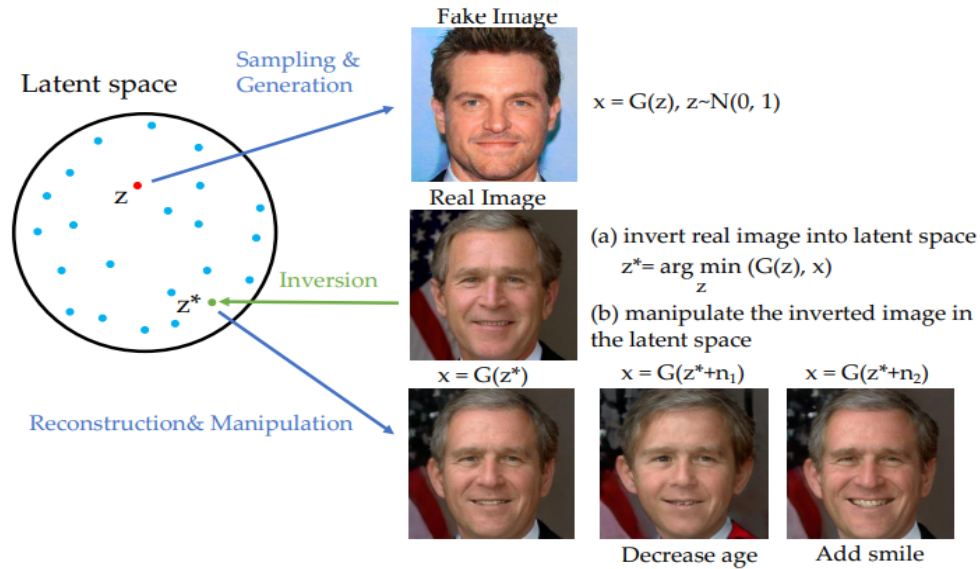 Fake Image
Sampling &
Generation
Latent space
x = G(z), z~N(0, 1)
z
Real Image
(a) invert real image into latent space
z*= arg min (G(z), x)
z
Inversion
z*
(b) manipulate the inverted image in
the latent space
x = G(z*)
x = G(z*+n₁)
x = G(z*+n₂)
Reconstruction& Manipulation
Decrease age
Add smile